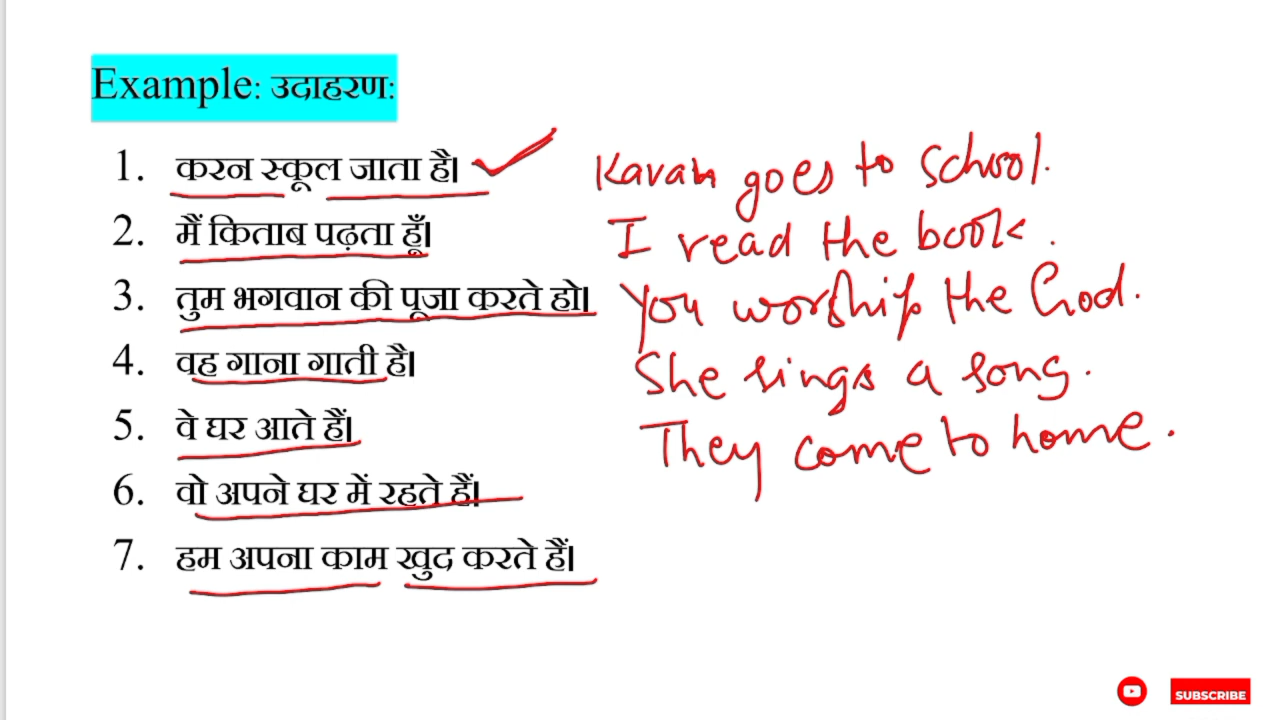 Example: उदाहरण:
1. करन स्कूल जाता है। Karan goes to School.
2. मैं किताब पढ़ता हूँ। I read the book.
3. तुम भगवान की पूजा करते हो। You worship the God.
4. वह गाना गाती है। She sings a song.
5. वे घर आते हैं। They come to home.
6. वो अपने घर में रहते हैं।
7. हम अपना काम खुद करते हैं।
SUBSCRIBE